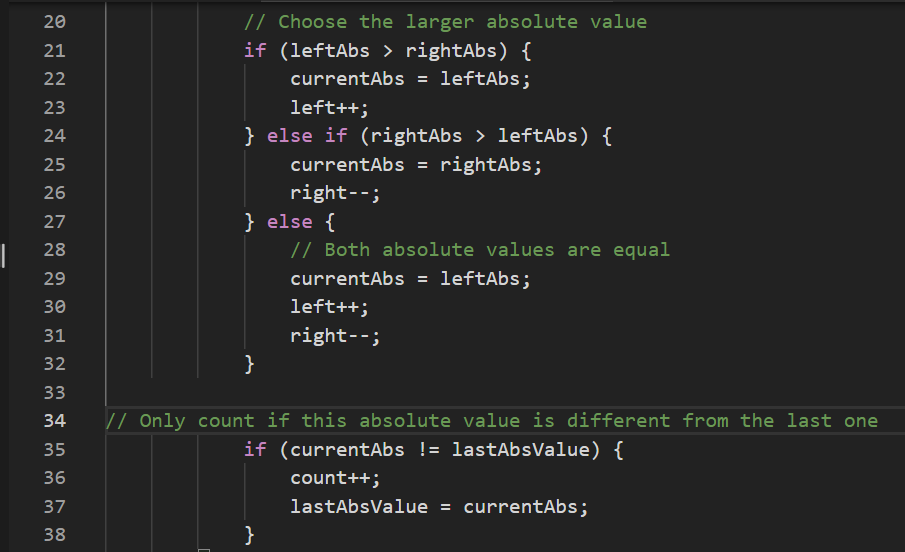 20 // Choose the larger absolute value
21 if (leftAbs > rightAbs) {
22 currentAbs = leftAbs;
23 left++;
24 } else if (rightAbs > leftAbs) {
25 currentAbs = rightAbs;
26 right--;
27 } else {
28 // Both absolute values are equal
29 currentAbs = leftAbs;
30 left++;
31 right--;
32 }
33
34 // Only count if this absolute value is different from the last one
35 if (currentAbs != lastAbsValue) {
36 count++;
37 lastAbsValue = currentAbs;
38 }